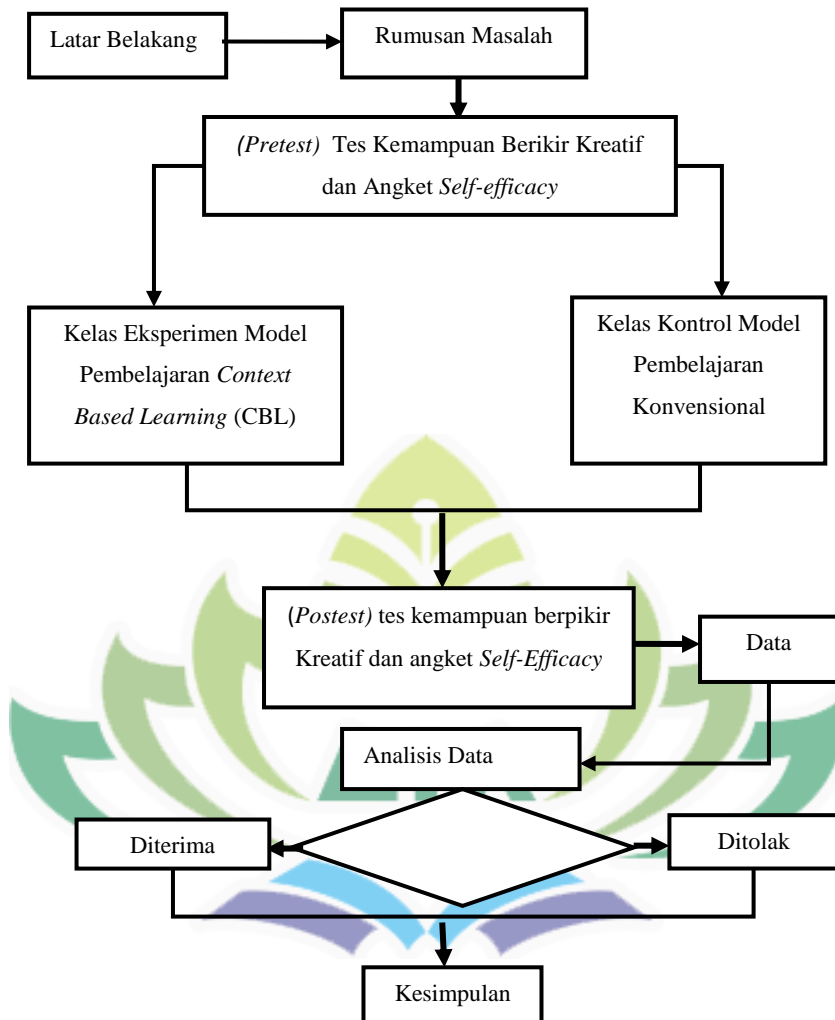 Latar Belakang
Rumusan Masalah
(Pretest) Tes Kemampuan Berikir Kreatif
dan Angket Self-efficacy
Kelas Eksperimen Model
Pembelajaran Context
Based Learning (CBL)
Kelas Kontrol Model
Pembelajaran
Konvensional
(Postest) tes kemampuan berpikir
Kreatif dan angket Self-Efficacy
Data
Analisis Data
Diterima
Ditolak
Kesimpulan